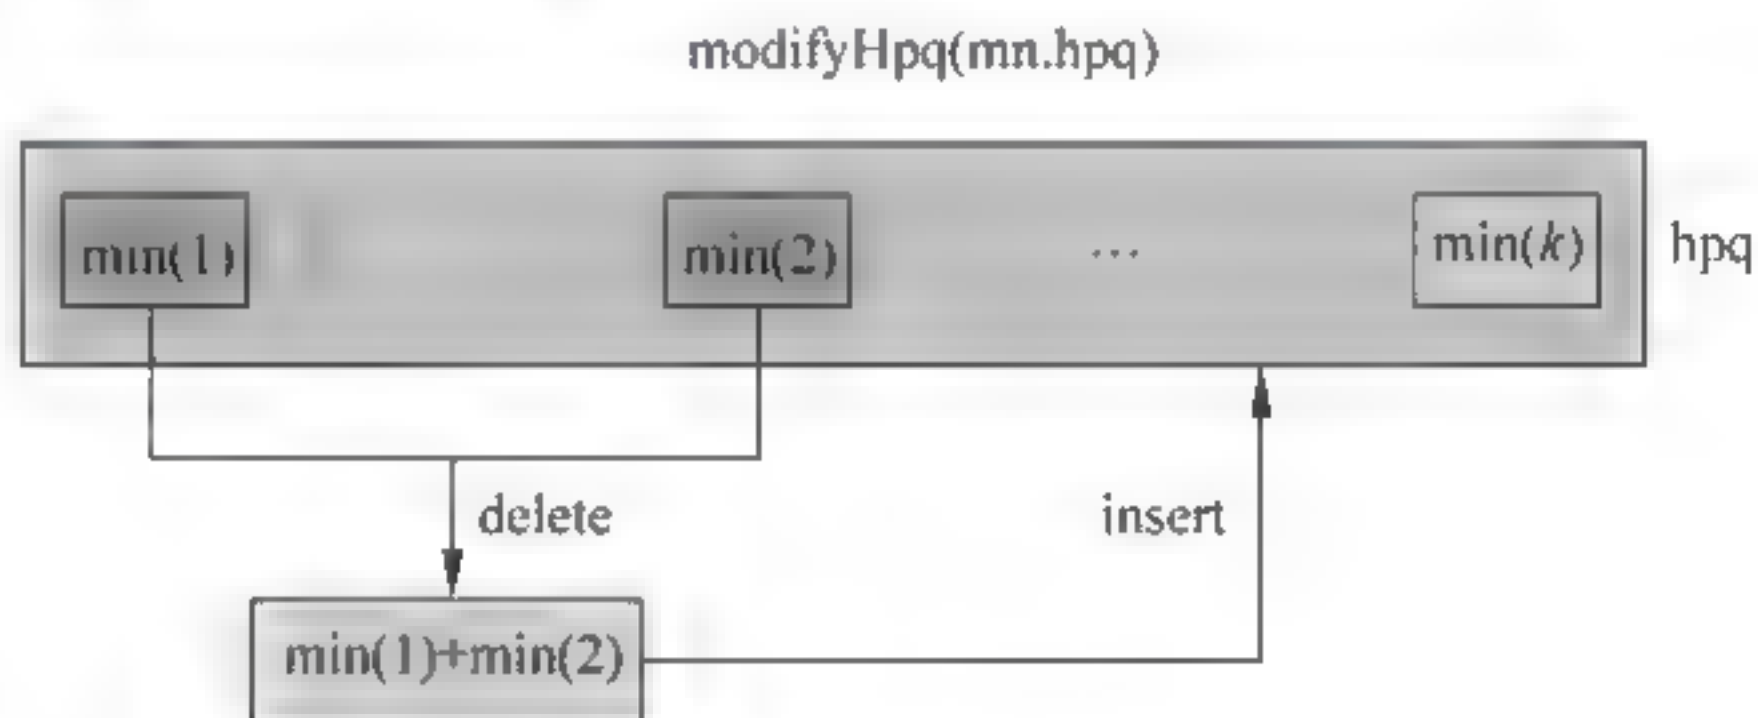 modifyHpq(mn.hpq)
min(1) min(2) ... min(k) hpq
delete insert
min(1)+min(2)